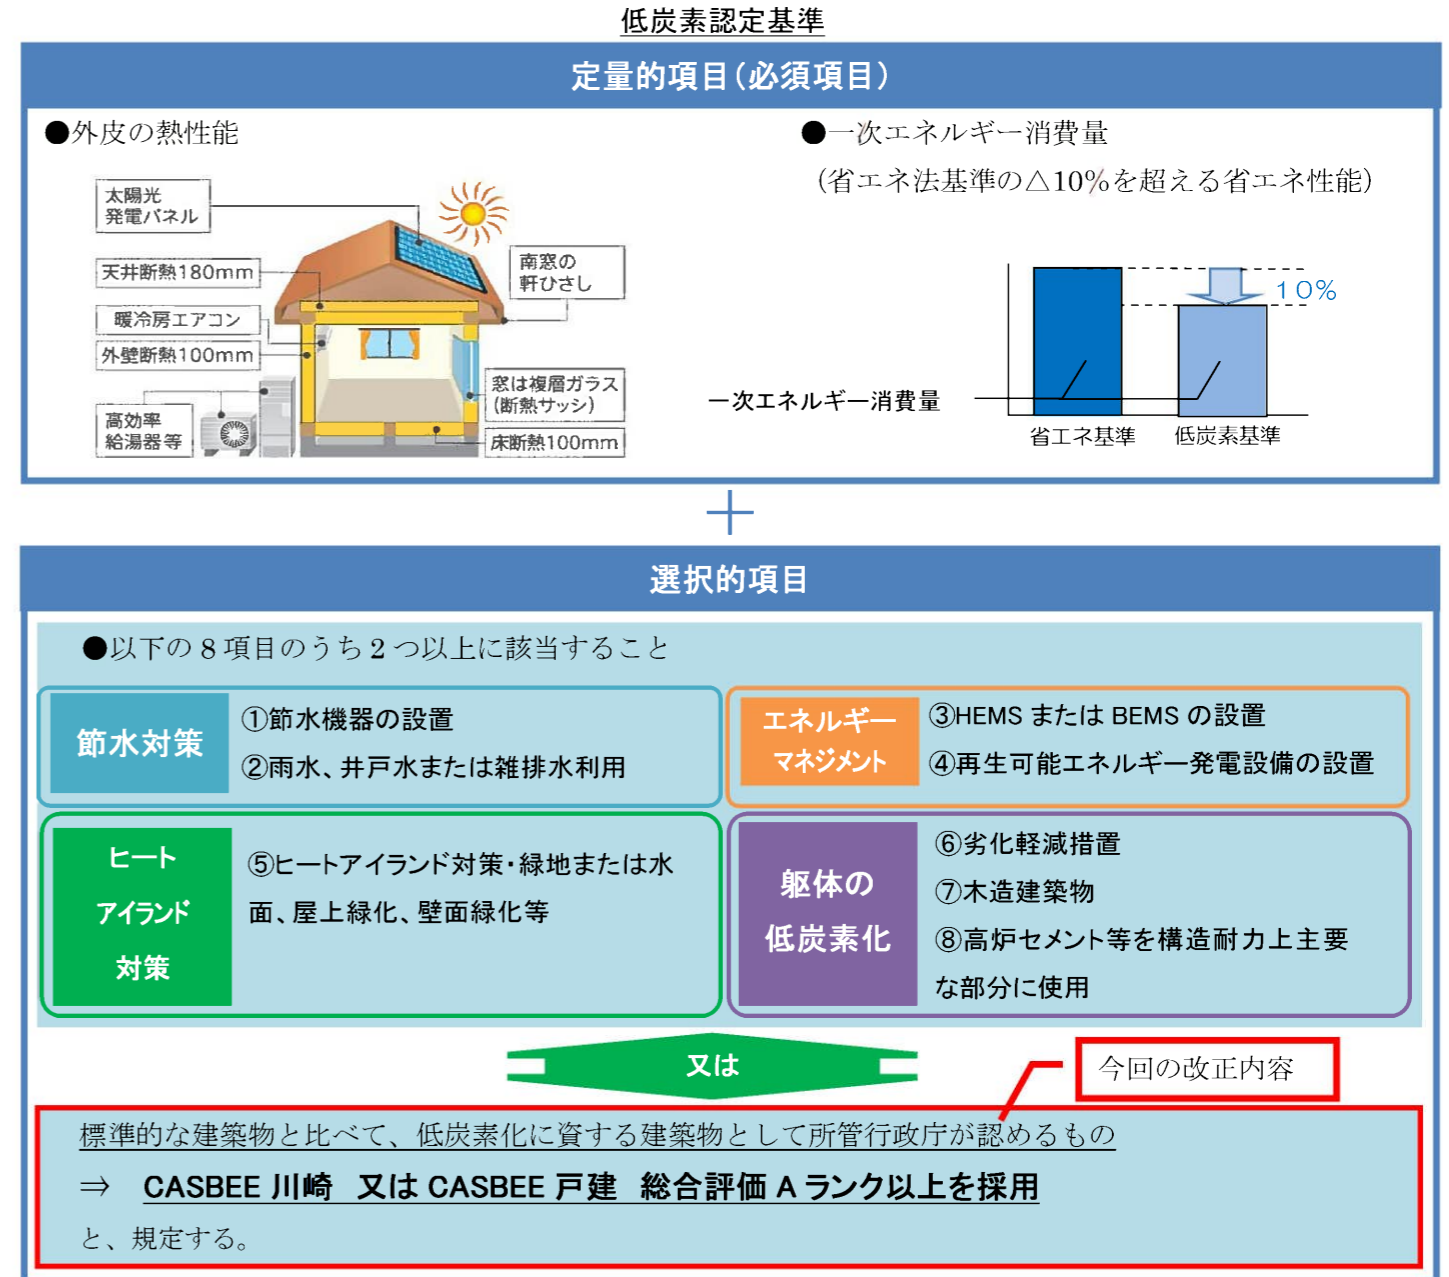 低炭素認定基準
定量的項目(必須項目)
●外皮の熱性能
太陽光
発電パネル
天井断熱180mm
暖冷房エアコン
外壁断熱100mm
高効率
給湯器等
南窓の
軒ひさし
窓は複層ガラス
(断熱サッシ)
床断熱100mm
●一次エネルギー消費量
(省エネ法基準の△10%を超える省エネ性能)
10%
一次エネルギー消費量
省エネ基準
低炭素基準
+
選択的項目
●以下の8項目のうち2つ以上に該当すること
節水対策
①節水機器の設置
②雨水、井戸水または雑排水利用
エネルギー
マネジメント
③HEMS または BEMS の設置
④再生可能エネルギー発電設備の設置
ヒート
アイランド
対策
⑤ヒートアイランド対策・緑地または水
面、屋上緑化、壁面緑化等
躯体の
低炭素化
⑥劣化軽減措置
⑦木造建築物
⑧高炉セメント等を構造耐力上主要
な部分に使用
又は
今回の改正内容
標準的な建築物と比べて、低炭素化に資する建築物として所管行政庁が認めるもの
⇒ CASBEE 川崎 又は CASBEE 戸建 総合評価 A ランク以上を採用
と、規定する。